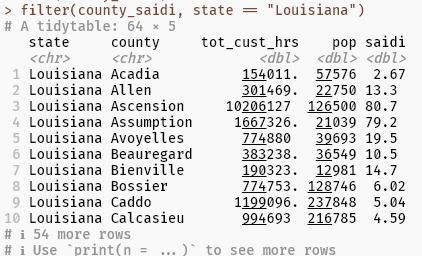 > filter(county_saidi, state == "Louisiana")
# A tidytable: 64 × 5
state county tot_cust_hrs pop saidi
<chr> <chr> <dbl> <dbl> <dbl>
1 Louisiana Acadia 154011. 57576 2.67
2 Louisiana Allen 301469. 22750 13.3
3 Louisiana Ascension 10206127 126500 80.7
4 Louisiana Assumption 1667326. 21039 79.2
5 Louisiana Avoyelles 774880 39693 19.5
6 Louisiana Beauregard 383238. 36549 10.5
7 Louisiana Bienville 190323. 12981 14.7
8 Louisiana Bossier 774753. 128746 6.02
9 Louisiana Caddo 1199096. 237848 5.04
10 Louisiana Calcasieu 994693 216785 4.59
# ℹ 54 more rows
# ℹ Use `print(n = ...)` to see more rows